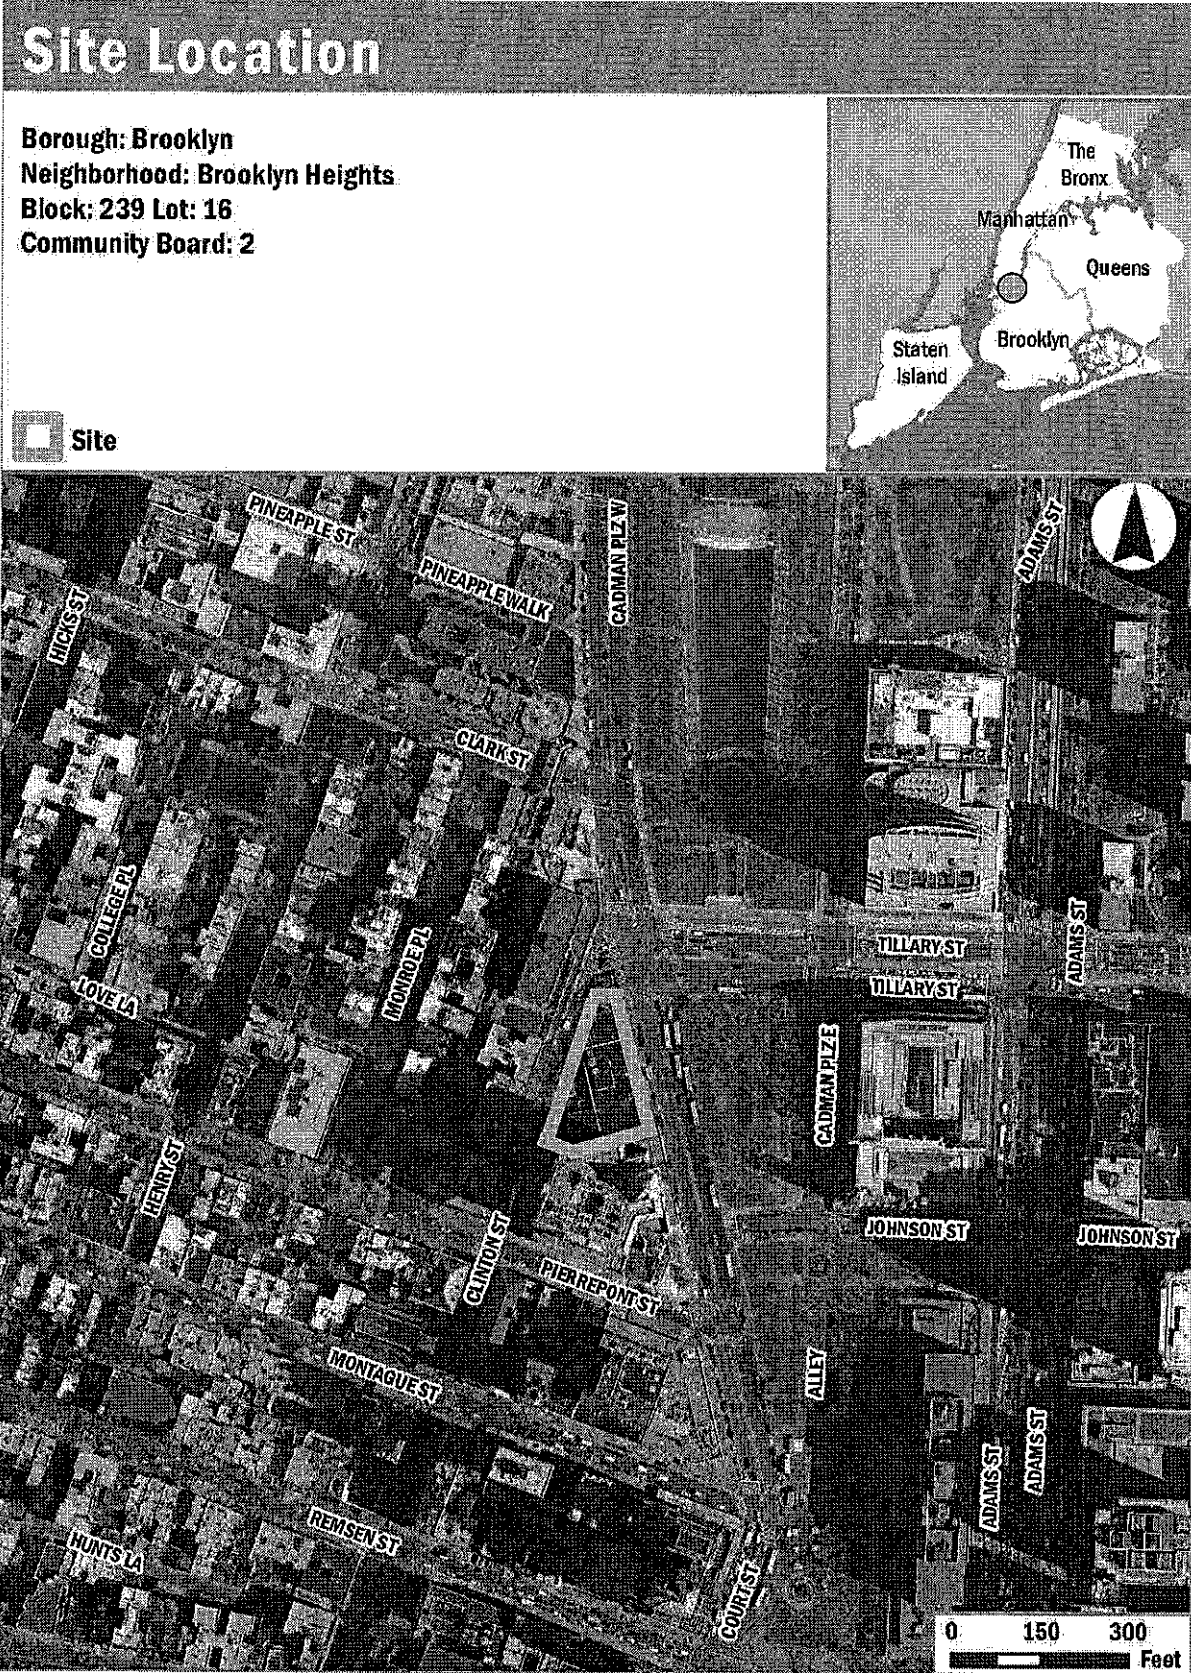 Site Location
Borough: Brooklyn
Neighborhood: Brooklyn Heights
Block: 239 Lot: 16
Community Board: 2
The
Bronx
Manhattan
Queens
Brooklyn
Staten
Island
Site
PINEAPPLE ST
CADMAN PLZ W
ADAMS ST
PINEAPPLE WALK
HICKS ST
CLARK ST
COLLEGE PL
MONROE PL
ADAMS ST
TILLARY ST
TILLARY ST
LOVE LA
CADMAN PLZ E
HENRY ST
CLINTON ST
JOHNSON ST
JOHNSON ST
PIERREPONT ST
MONTAGUE ST
ALLEY
ADAMS ST
ADAMS ST
REMSEN ST
HUNTS LA
COURT ST
0 150 300
Feet